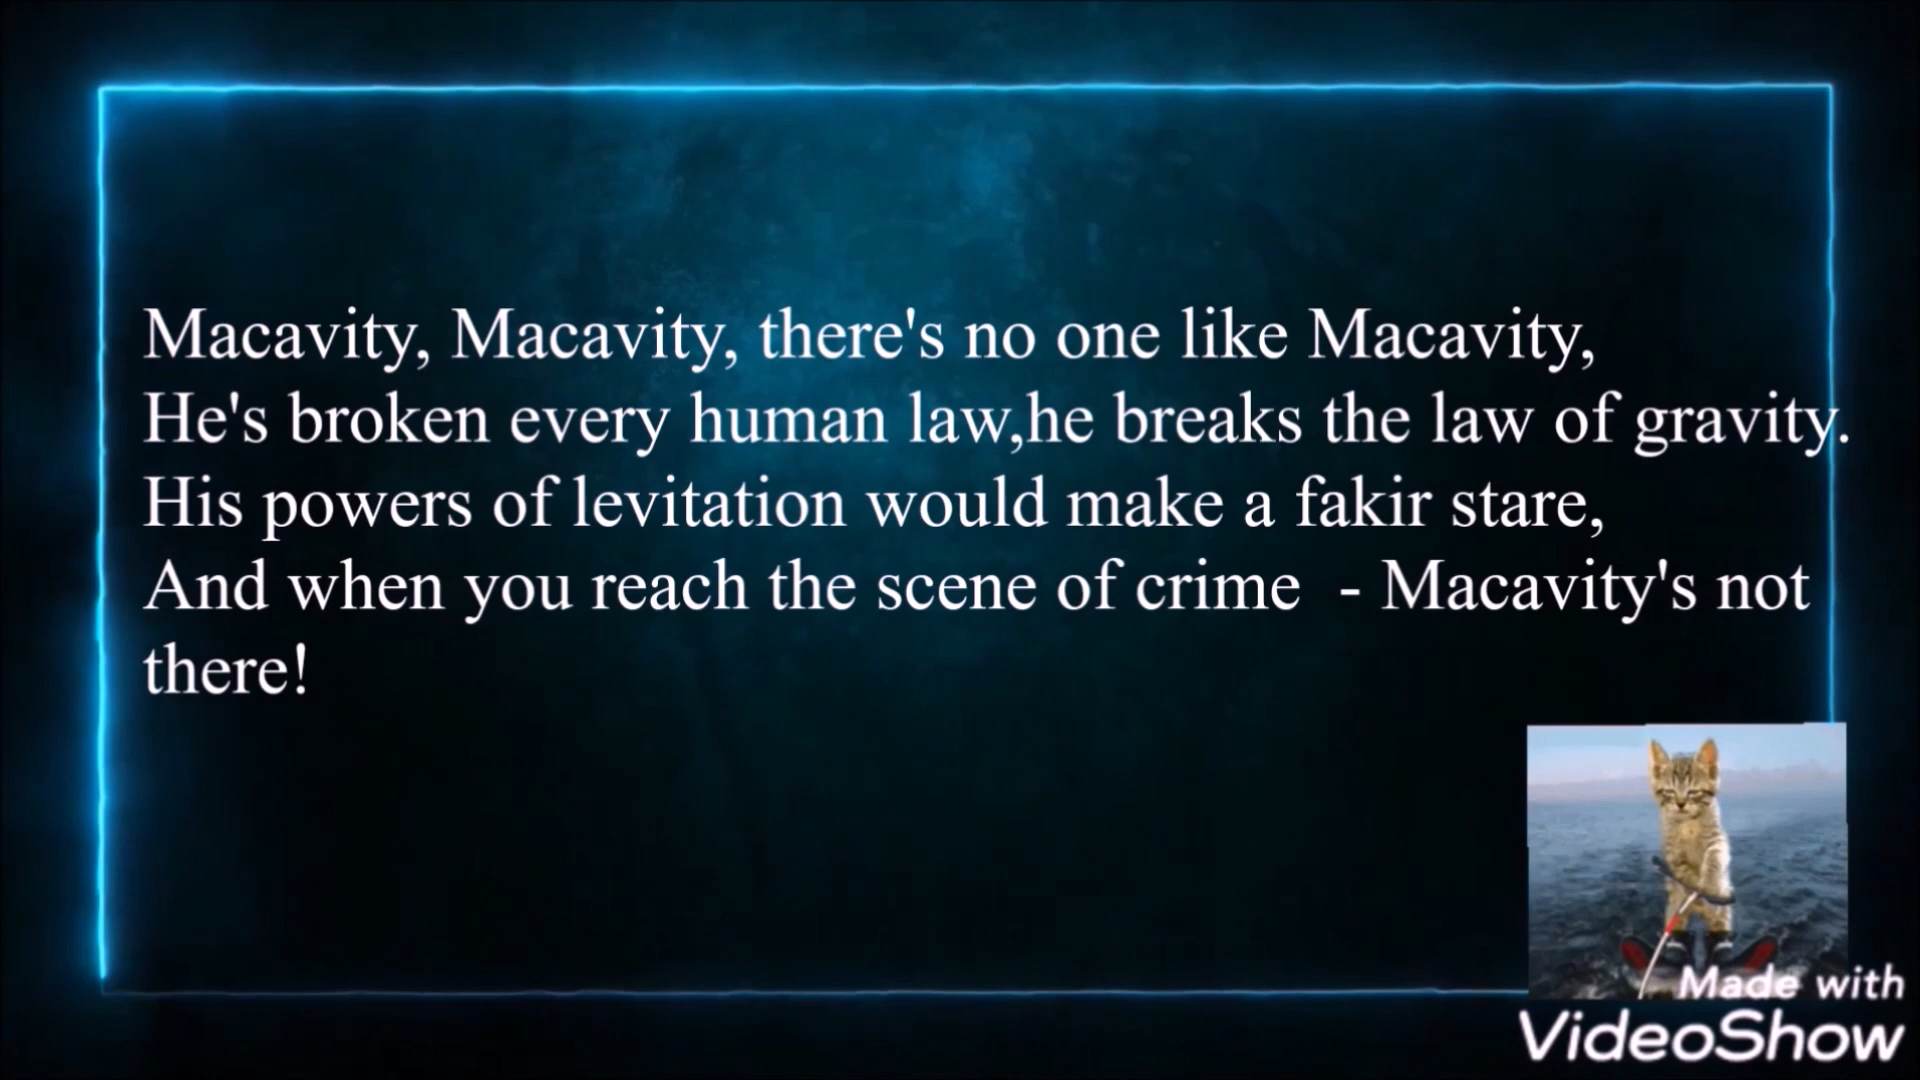 Macavity, Macavity, there's no one like Macavity,
He's broken every human law,he breaks the law of gravity.
His powers of levitation would make a fakir stare,
And when you reach the scene of crime  - Macavity's not
there!
Made with
VideoShow